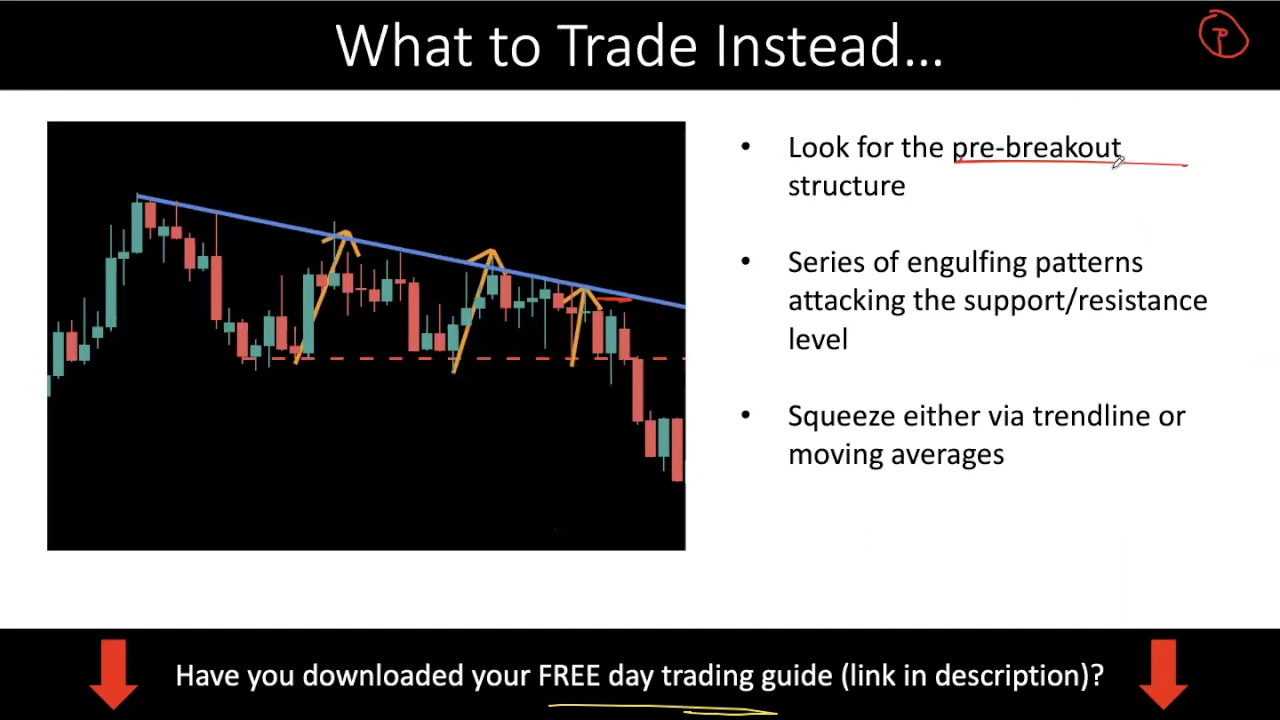 What to Trade Instead...
• Look for the pre-breakout
structure
• Series of engulfing patterns
attacking the support/resistance
level
• Squeeze either via trendline or
moving averages
Have you downloaded your FREE day trading guide (link in description)?